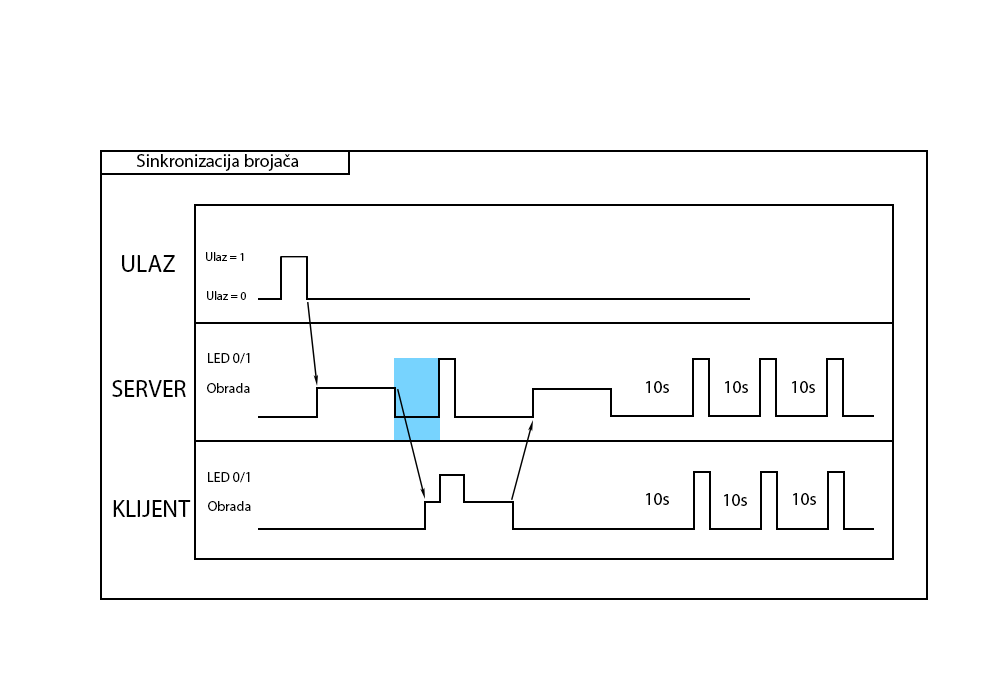 Sinkronizacija brojača
ULAZ
Ulaz = 1
Ulaz = 0
SERVER
LED 0/1
Obrada
10s
10s
10s
KLIJENT
LED 0/1
Obrada
10s
10s
10s